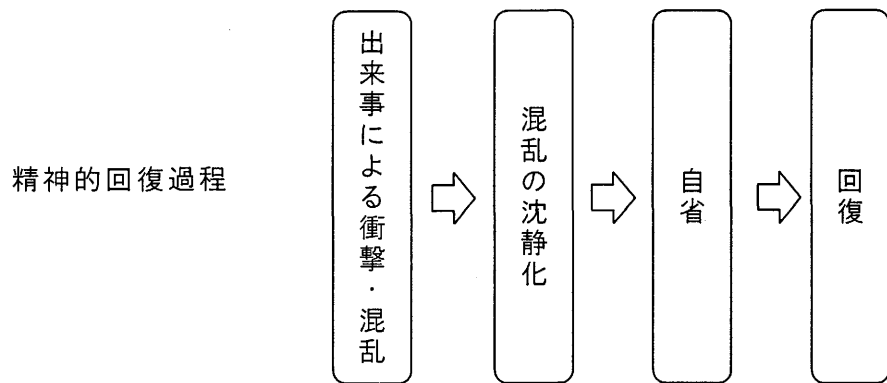 精神的回復過程
出来事による衝撃・混乱
混乱の沈静化
自省
回復